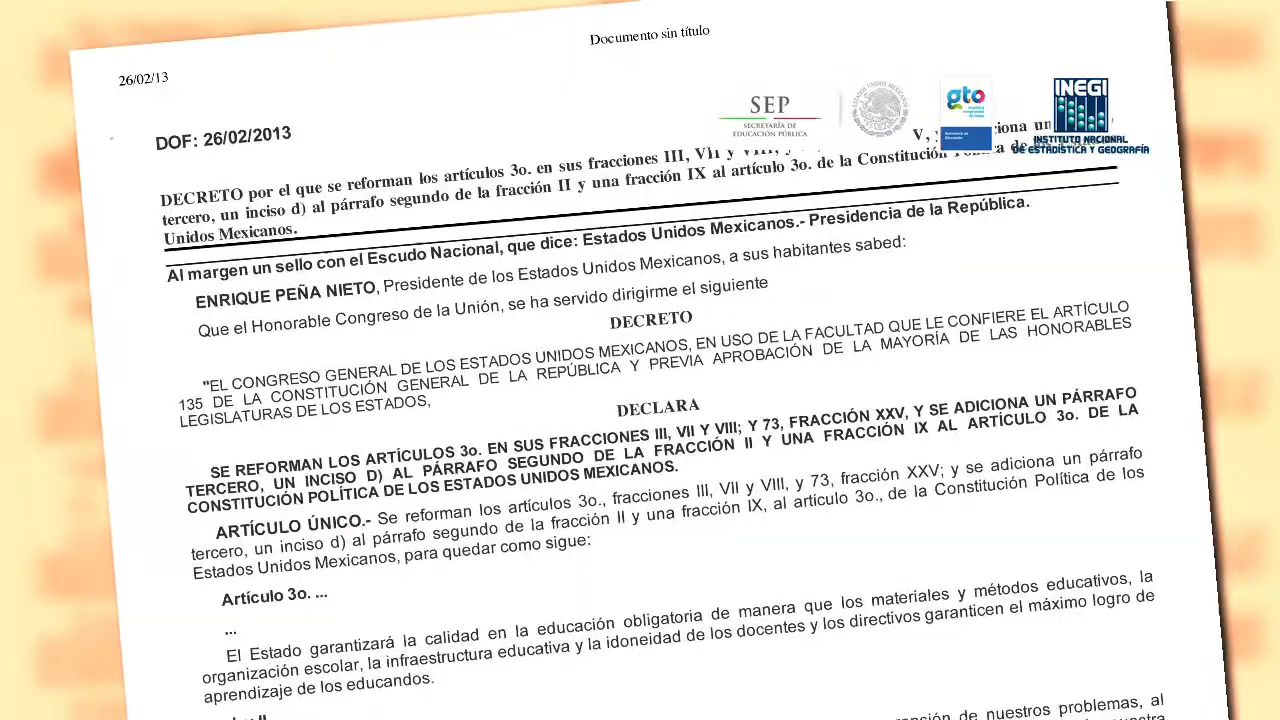 Documento sin título
26/02/13
SEP
SECRETARÍA DE
EDUCACIÓN PÚBLICA
ESTADOS UNIDOS MEXICANOS
gto
Secretaría de
Educación
INEGI
INSTITUTO NACIONAL
DE ESTADÍSTICA Y GEOGRAFÍA
DOF: 26/02/2013
DECRETO por el que se reforman los artículos 3o. en sus fracciones III, VII y VIII, y V, y un
tercero, un inciso d) al párrafo segundo de la fracción II y una fracción IX al artículo 3o. de la Constitución Política de
Unidos Mexicanos.
Al margen un sello con el Escudo Nacional, que dice: Estados Unidos Mexicanos.- Presidencia de la República.
ENRIQUE PEÑA NIETO, Presidente de los Estados Unidos Mexicanos, a sus habitantes sabed:
Que el Honorable Congreso de la Unión, se ha servido dirigirme el siguiente
DECRETO
"EL CONGRESO GENERAL DE LOS ESTADOS UNIDOS MEXICANOS, EN USO DE LA FACULTAD QUE LE CONFIERE EL ARTÍCULO
135 DE LA CONSTITUCIÓN GENERAL DE LA REPÚBLICA Y PREVIA APROBACIÓN DE LA MAYORÍA DE LAS HONORABLES
LEGISLATURAS DE LOS ESTADOS,
DECLARA
SE REFORMAN LOS ARTÍCULOS 3o. EN SUS FRACCIONES III, VII Y VIII; Y 73, FRACCIÓN XXV, Y SE ADICIONA UN PÁRRAFO
TERCERO, UN INCISO D) AL PÁRRAFO SEGUNDO DE LA FRACCIÓN II Y UNA FRACCIÓN IX AL ARTÍCULO 3o. DE LA
CONSTITUCIÓN POLÍTICA DE LOS ESTADOS UNIDOS MEXICANOS.
ARTÍCULO ÚNICO.- Se reforman los artículos 3o., fracciones III, VII y VIII, y 73, fracción XXV; y se adiciona un párrafo
tercero, un inciso d) al párrafo segundo de la fracción II y una fracción IX, al artículo 3o., de la Constitución Política de los
Estados Unidos Mexicanos, para quedar como sigue:
Artículo 3o. ...
...
El Estado garantizará la calidad en la educación obligatoria de manera que los materiales y métodos educativos, la
organización escolar, la infraestructura educativa y la idoneidad de los docentes y los directivos garanticen el máximo logro de
aprendizaje de los educandos.
de nuestros problemas, al